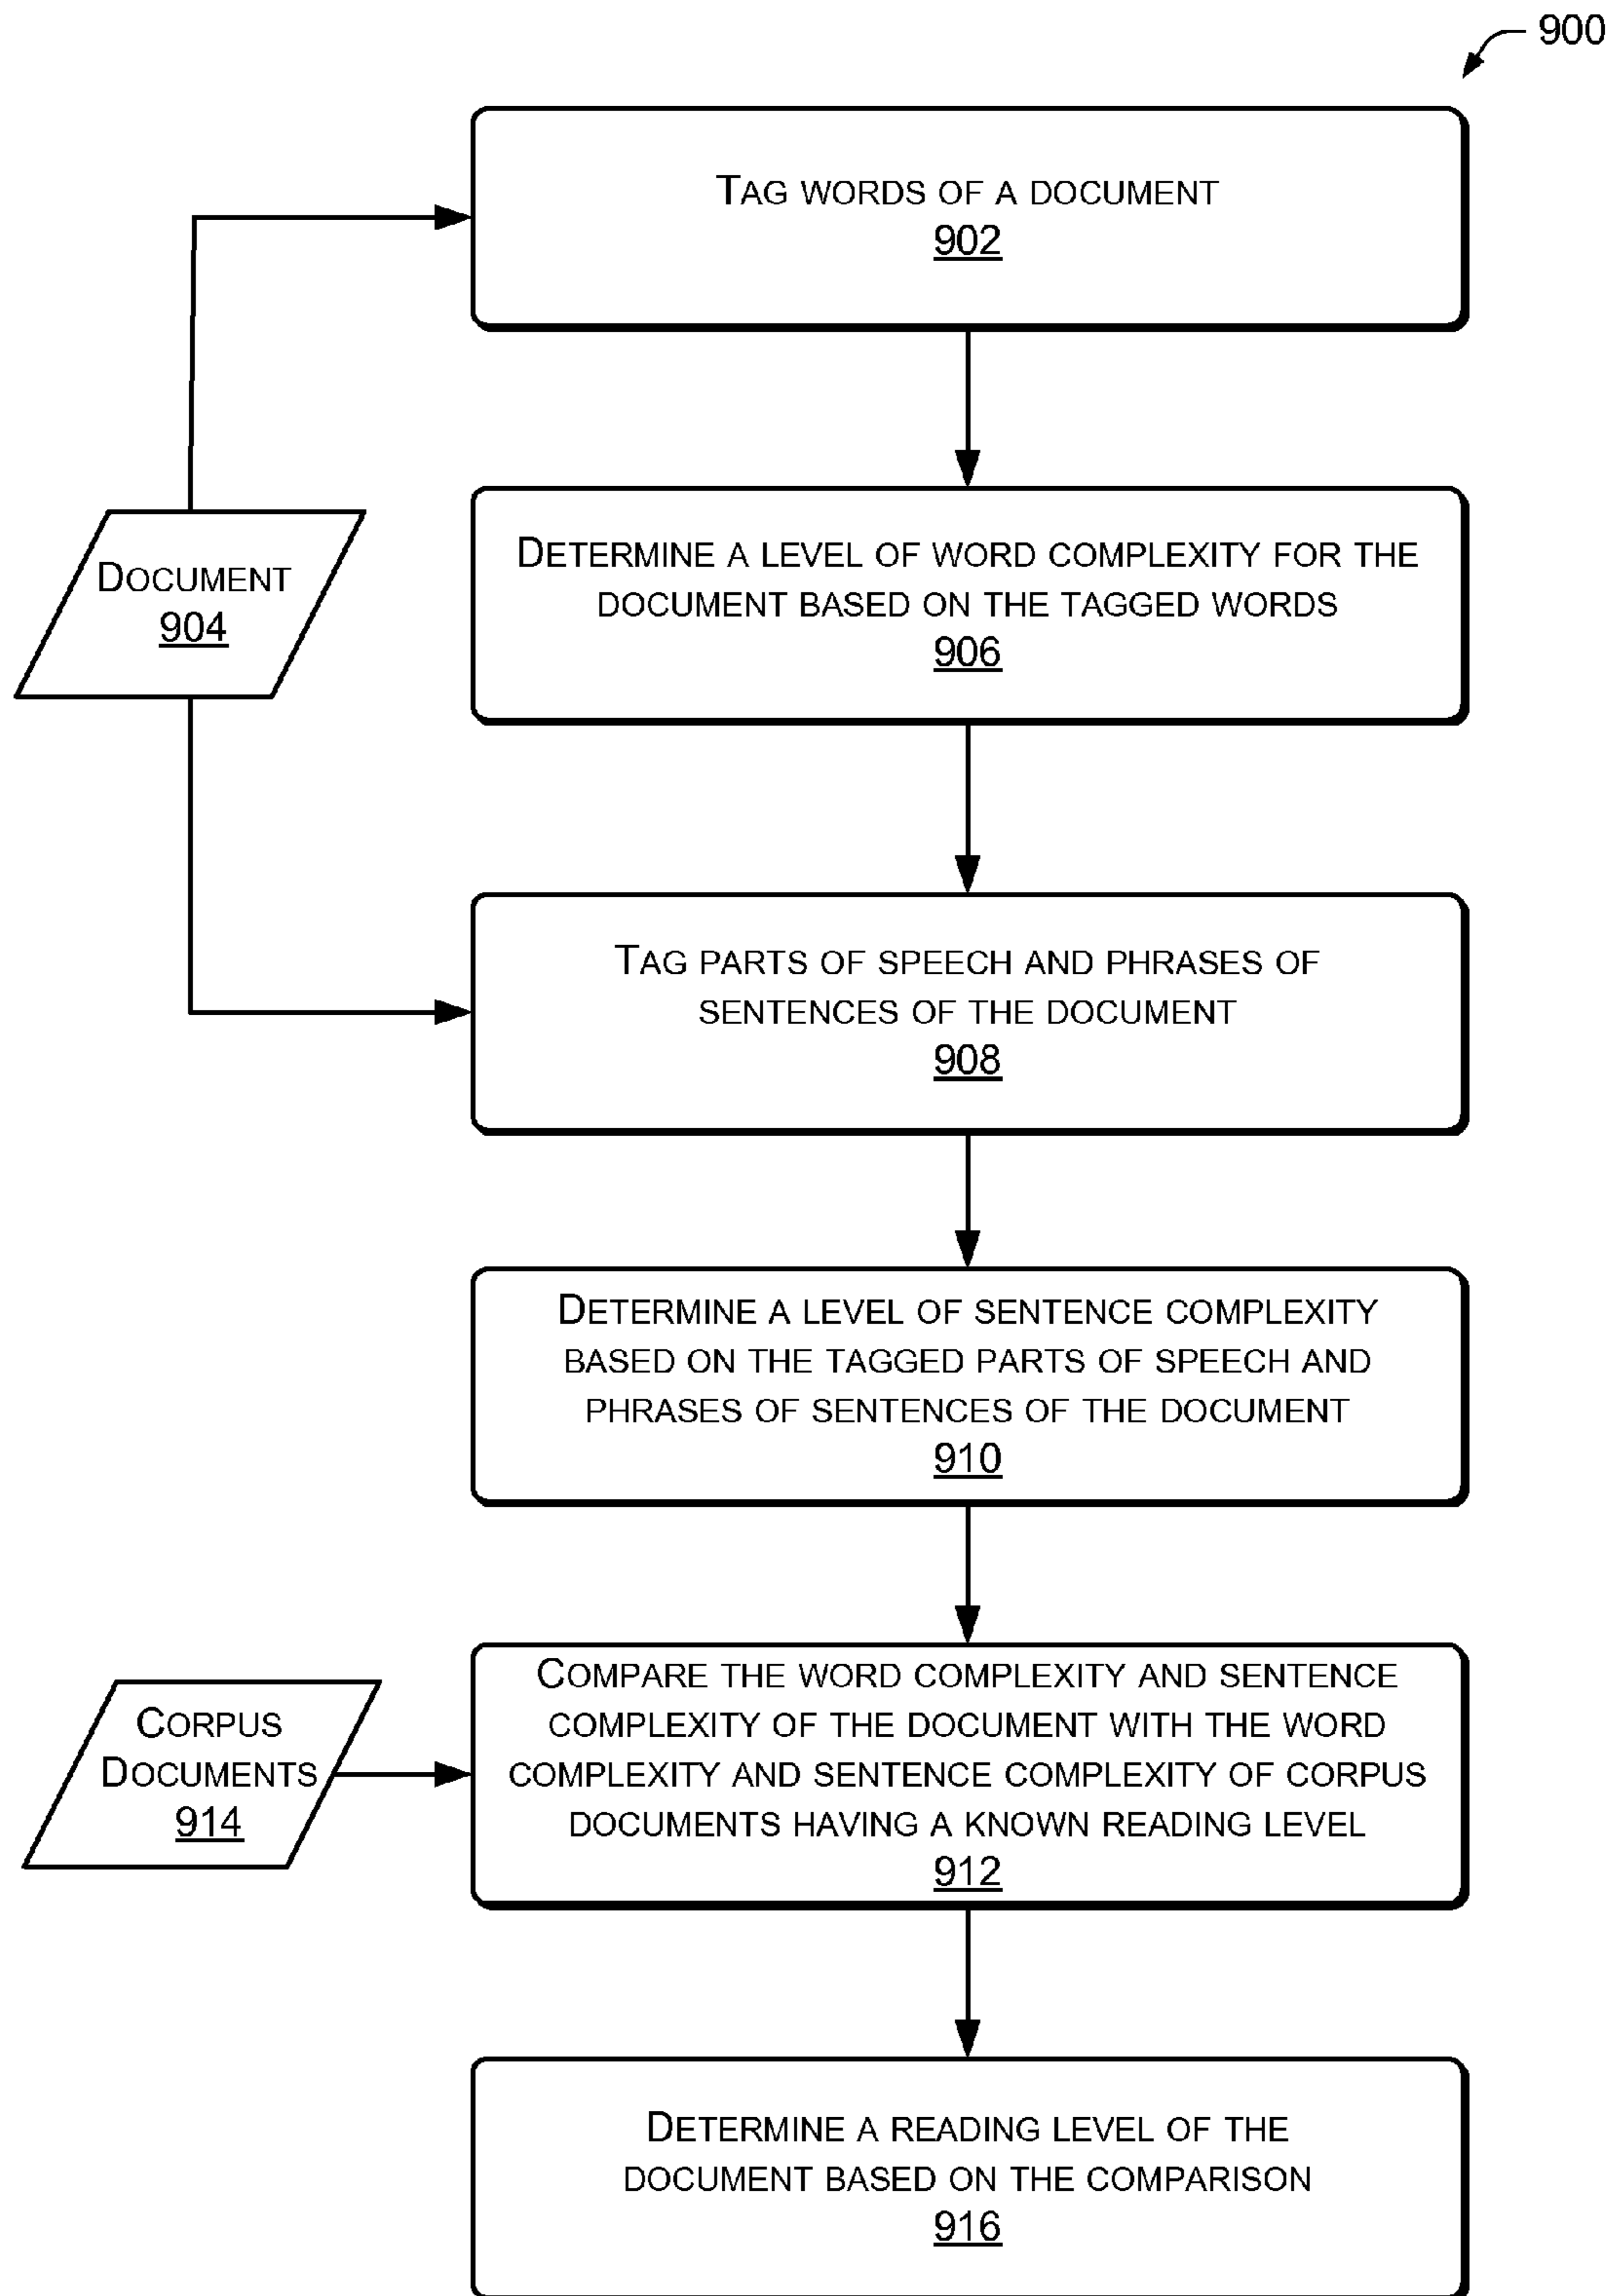 900
TAG WORDS OF A DOCUMENT
902
DOCUMENT
904
DETERMINE A LEVEL OF WORD COMPLEXITY FOR THE
DOCUMENT BASED ON THE TAGGED WORDS
906
TAG PARTS OF SPEECH AND PHRASES OF
SENTENCES OF THE DOCUMENT
908
DETERMINE A LEVEL OF SENTENCE COMPLEXITY
BASED ON THE TAGGED PARTS OF SPEECH AND
PHRASES OF SENTENCES OF THE DOCUMENT
910
CORPUS
DOCUMENTS
914
COMPARE THE WORD COMPLEXITY AND SENTENCE
COMPLEXITY OF THE DOCUMENT WITH THE WORD
COMPLEXITY AND SENTENCE COMPLEXITY OF CORPUS
DOCUMENTS HAVING A KNOWN READING LEVEL
912
DETERMINE A READING LEVEL OF THE
DOCUMENT BASED ON THE COMPARISON
916